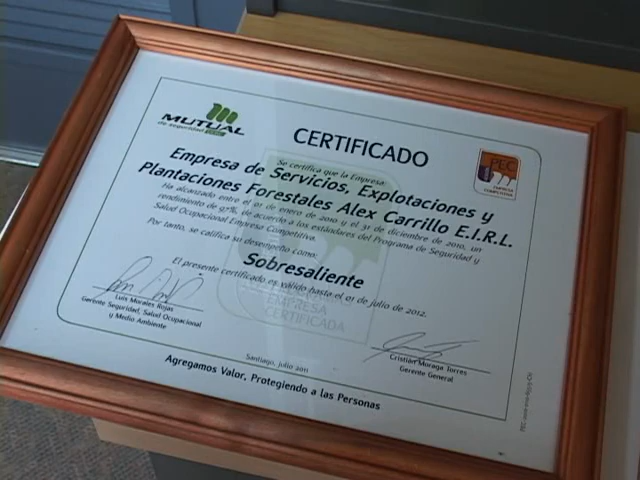 MUTUAL
de seguridad
CERTIFICADO
PEC
EMPRESA
COMPETITIVA
Se certifica que la Empresa:
Empresa de Servicios, Explotaciones y
Plantaciones Forestales Alex Carrillo E.I.R.L.
Ha alcanzado entre el 01 de enero de 2010 y el 31 de diciembre de 2010, un
rendimiento de 97%, de acuerdo a los estándares del Programa de Seguridad y
Salud Ocupacional Empresa Competitiva.
Por tanto, se califica su desempeño como:
Sobresaliente
El presente certificado es válido hasta el 01 de julio de 2012.
EMPRESA
CERTIFICADA
Luis Morales Rojas
Gerente Seguridad, Salud Ocupacional
y Medio Ambiente
Cristián Moraga Torres
Gerente General
Santiago, julio 2011
Agregamos Valor, Protegiendo a las Personas